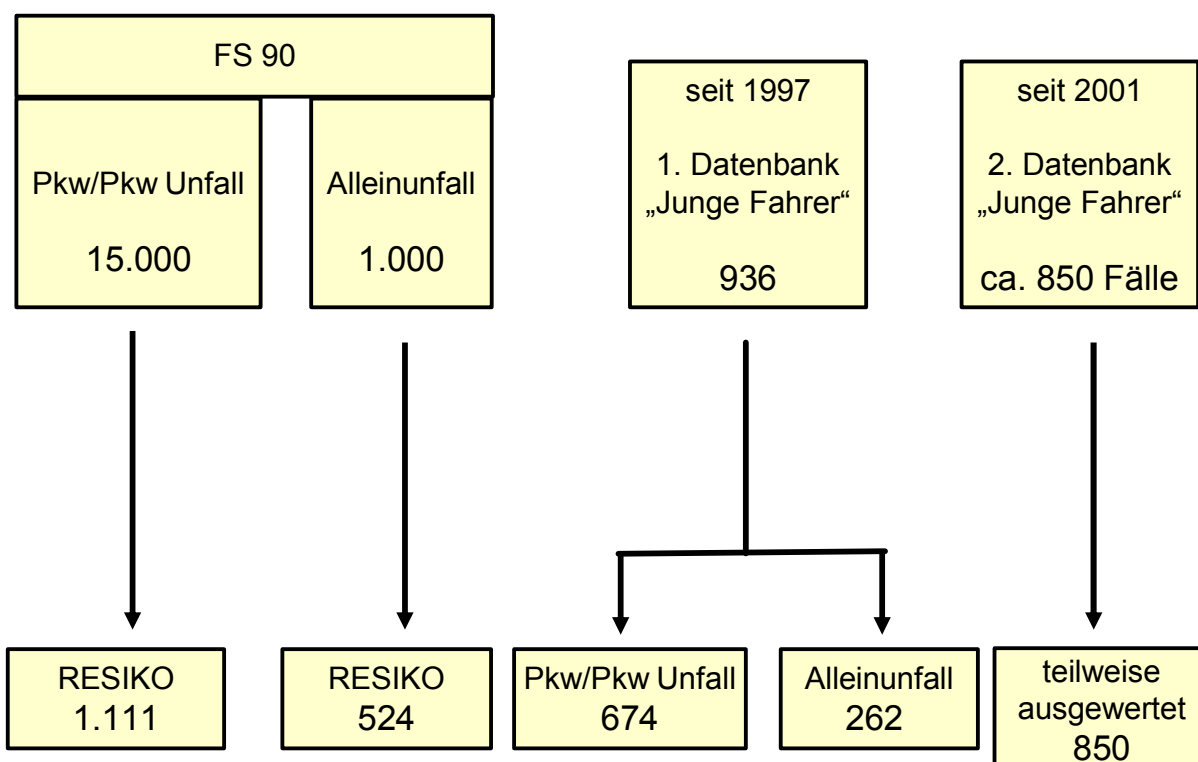 FS 90
Pkw/Pkw Unfall
15.000
Alleinunfall
1.000
seit 1997
1. Datenbank
„Junge Fahrer“
936
seit 2001
2. Datenbank
„Junge Fahrer“
ca. 850 Fälle
RESIKO
1.111
RESIKO
524
Pkw/Pkw Unfall
674
Alleinunfall
262
teilweise
ausgewertet
850